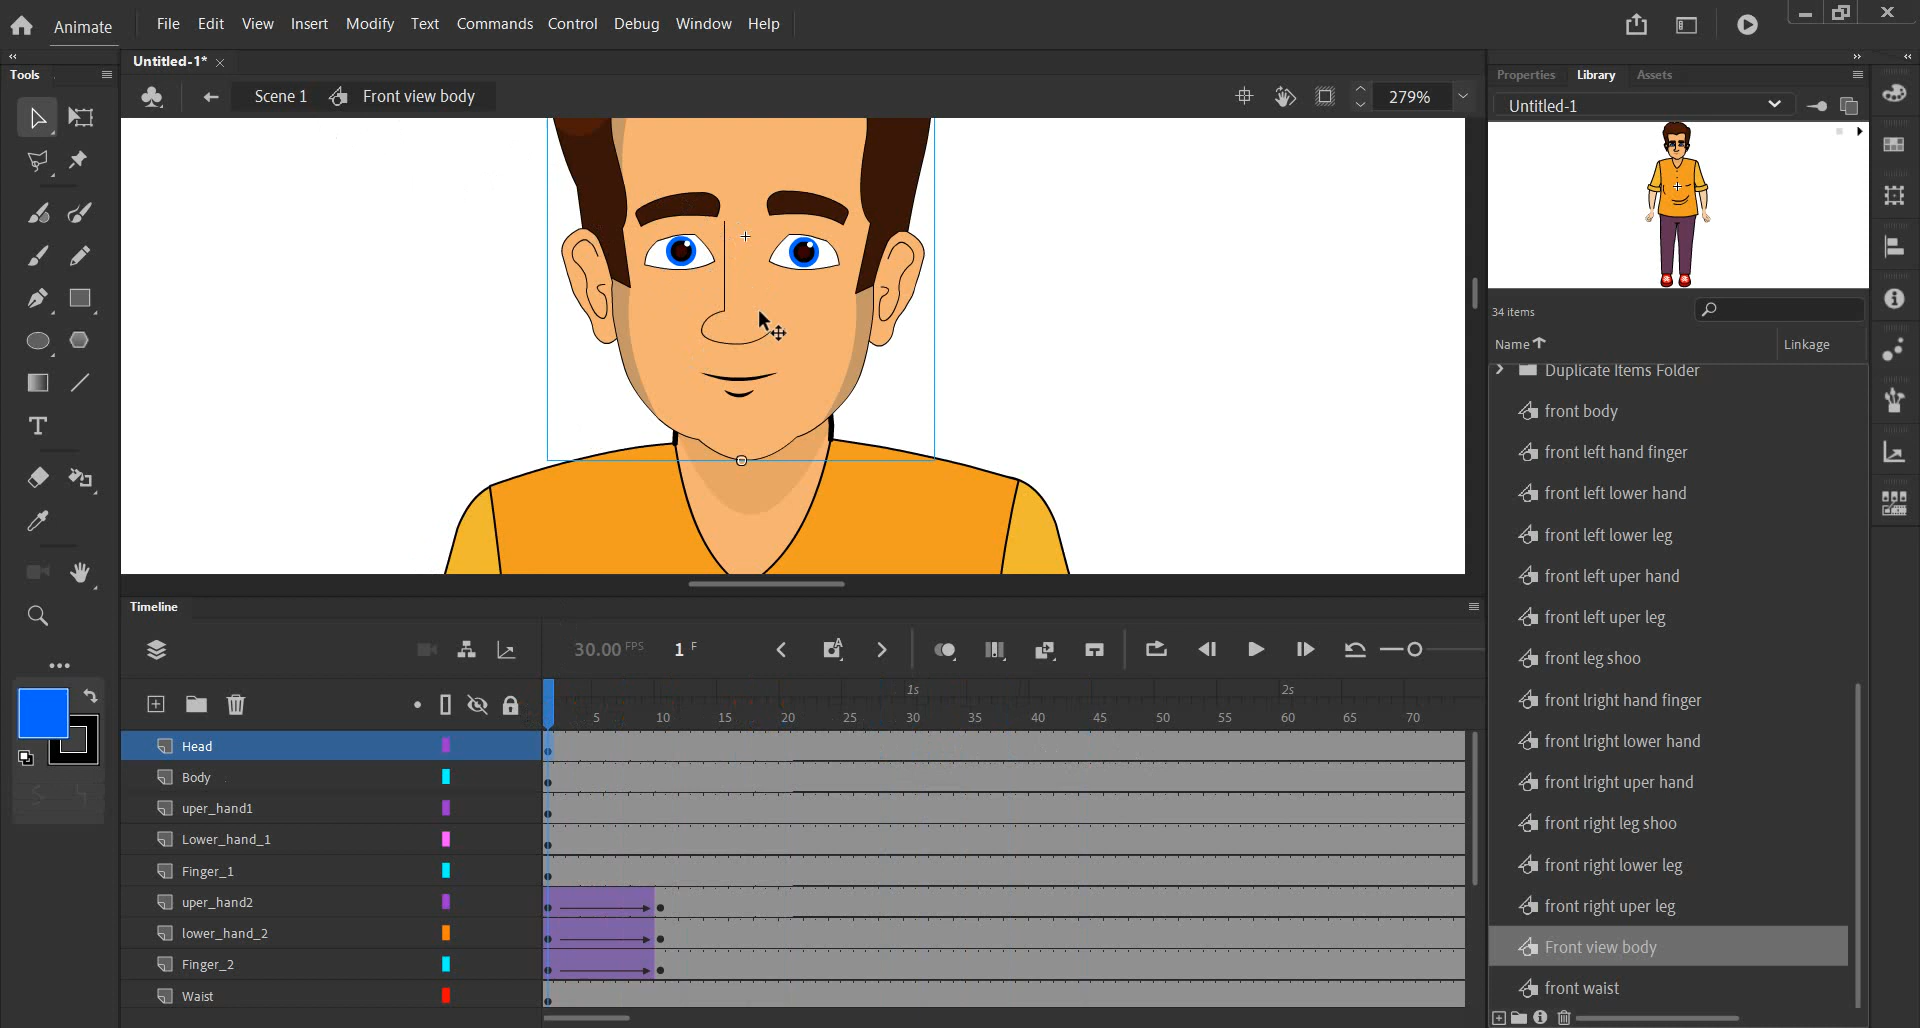 Animate File Edit View Insert Modify Text Commands Control Debug Window Help
Tools
Untitled-1*
Scene 1 Front view body
279%
T
Properties Library Assets
Untitled-1
34 items
Name Linkage
Duplicate Items Folder
front body
front left hand finger
front left lower hand
front left lower leg
front left uper hand
front left uper leg
front leg shoo
front lright hand finger
front lright lower hand
front lright uper hand
front right leg shoo
front right lower leg
front right uper leg
Front view body
front waist
Timeline
30.00 FPS 1 F
1s 2s
5 10 15 20 25 30 35 40 45 50 55 60 65 70
Head
Body
uper_hand1
Lower_hand_1
Finger_1
uper_hand2
lower_hand_2
Finger_2
Waist